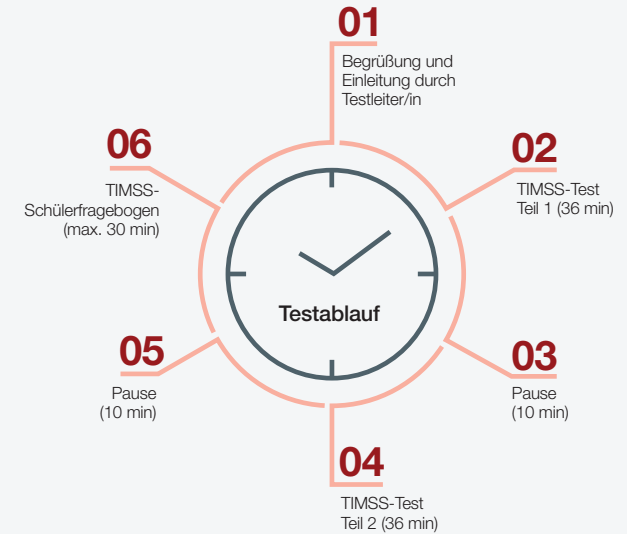 01
Begrüßung und
Einleitung durch
Testleiter/in
02
TIMSS-Test
Teil 1 (36 min)
03
Pause
(10 min)
04
TIMSS-Test
Teil 2 (36 min)
05
Pause
(10 min)
06
TIMSS-
Schülerfragebogen
(max. 30 min)
Testablauf